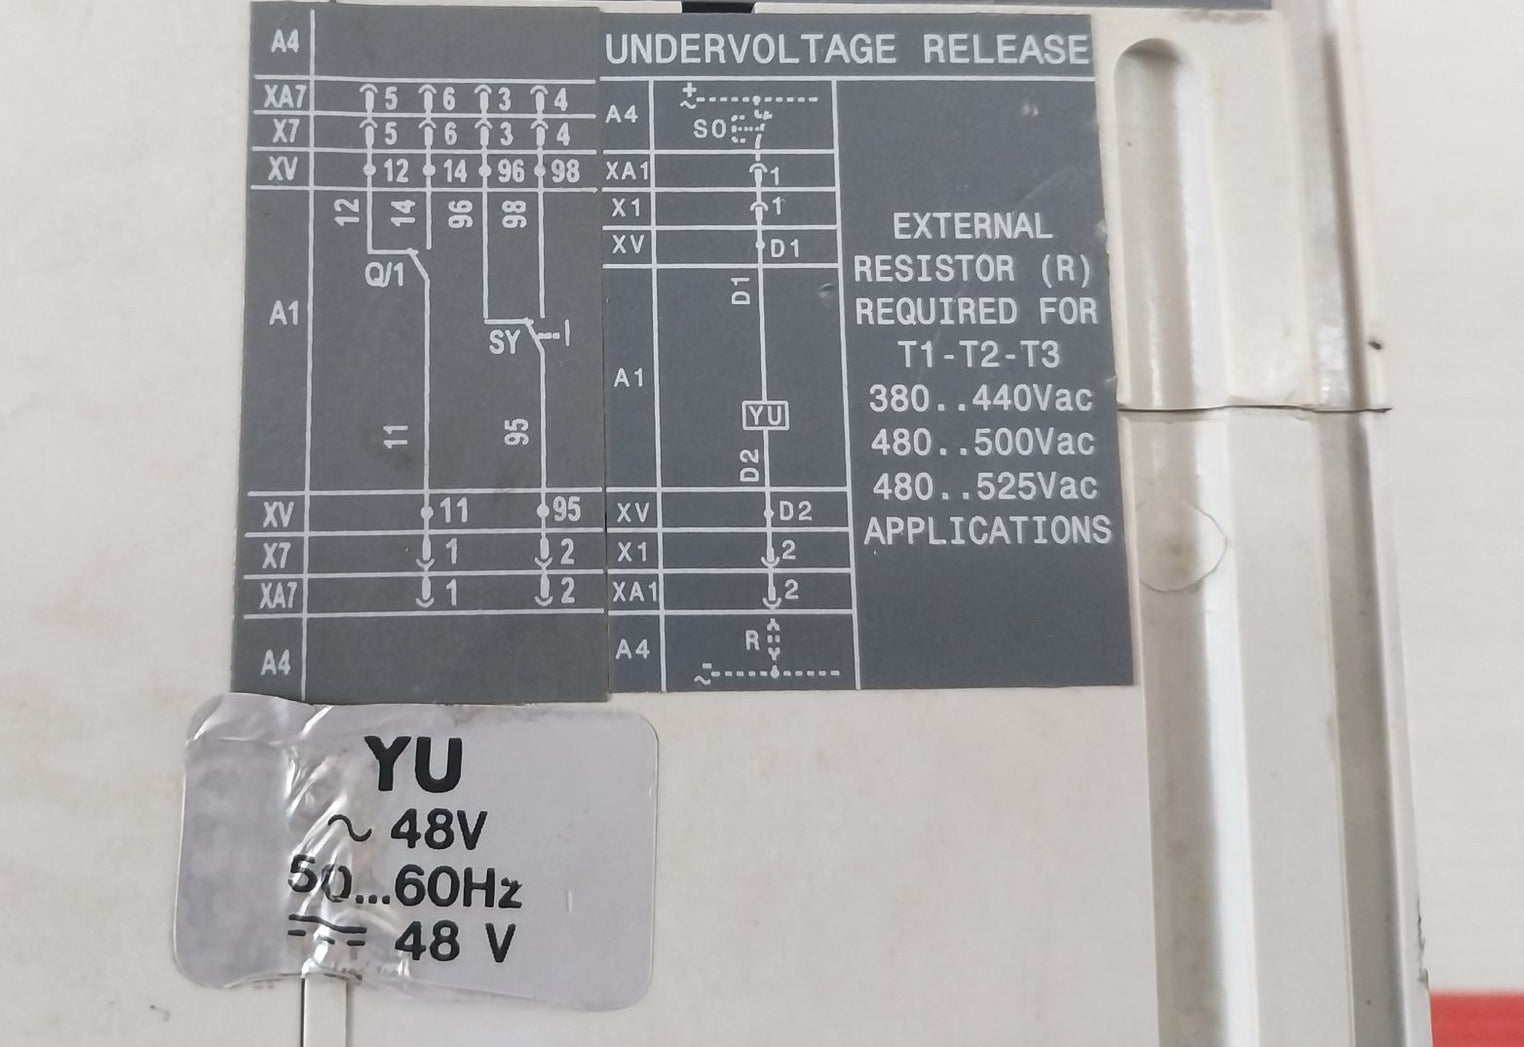 A4
XA7 5 6 3 4
X7 5 6 3 4
XV 12 14 96 98
12 14 96 98
Q/1
A1
SY
11 95
XV 11 95
X7 1 2
XA7 1 2
A4
UNDERVOLTAGE RELEASE
+
~
A4
SO
XA1 1
X1 1
XV D1
D1
A1
YU
D2
XV D2
X1 2
XA1 2
A4 R
-
~
EXTERNAL
RESISTOR (R)
REQUIRED FOR
T1-T2-T3
380..440Vac
480..500Vac
480..525Vac
APPLICATIONS
YU
~ 48V
50...60Hz
⎓ 48 V